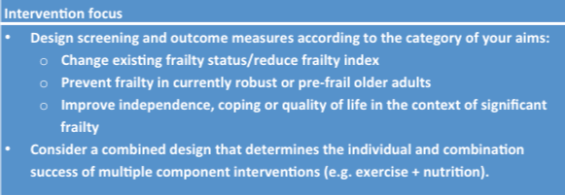 Intervention focus
• Design screening and outcome measures according to the category of your aims:
o Change existing frailty status/reduce frailty index
o Prevent frailty in currently robust or pre-frail older adults
o Improve independence, coping or quality of life in the context of significant
frailty
• Consider a combined design that determines the individual and combination
success of multiple component interventions (e.g. exercise + nutrition).